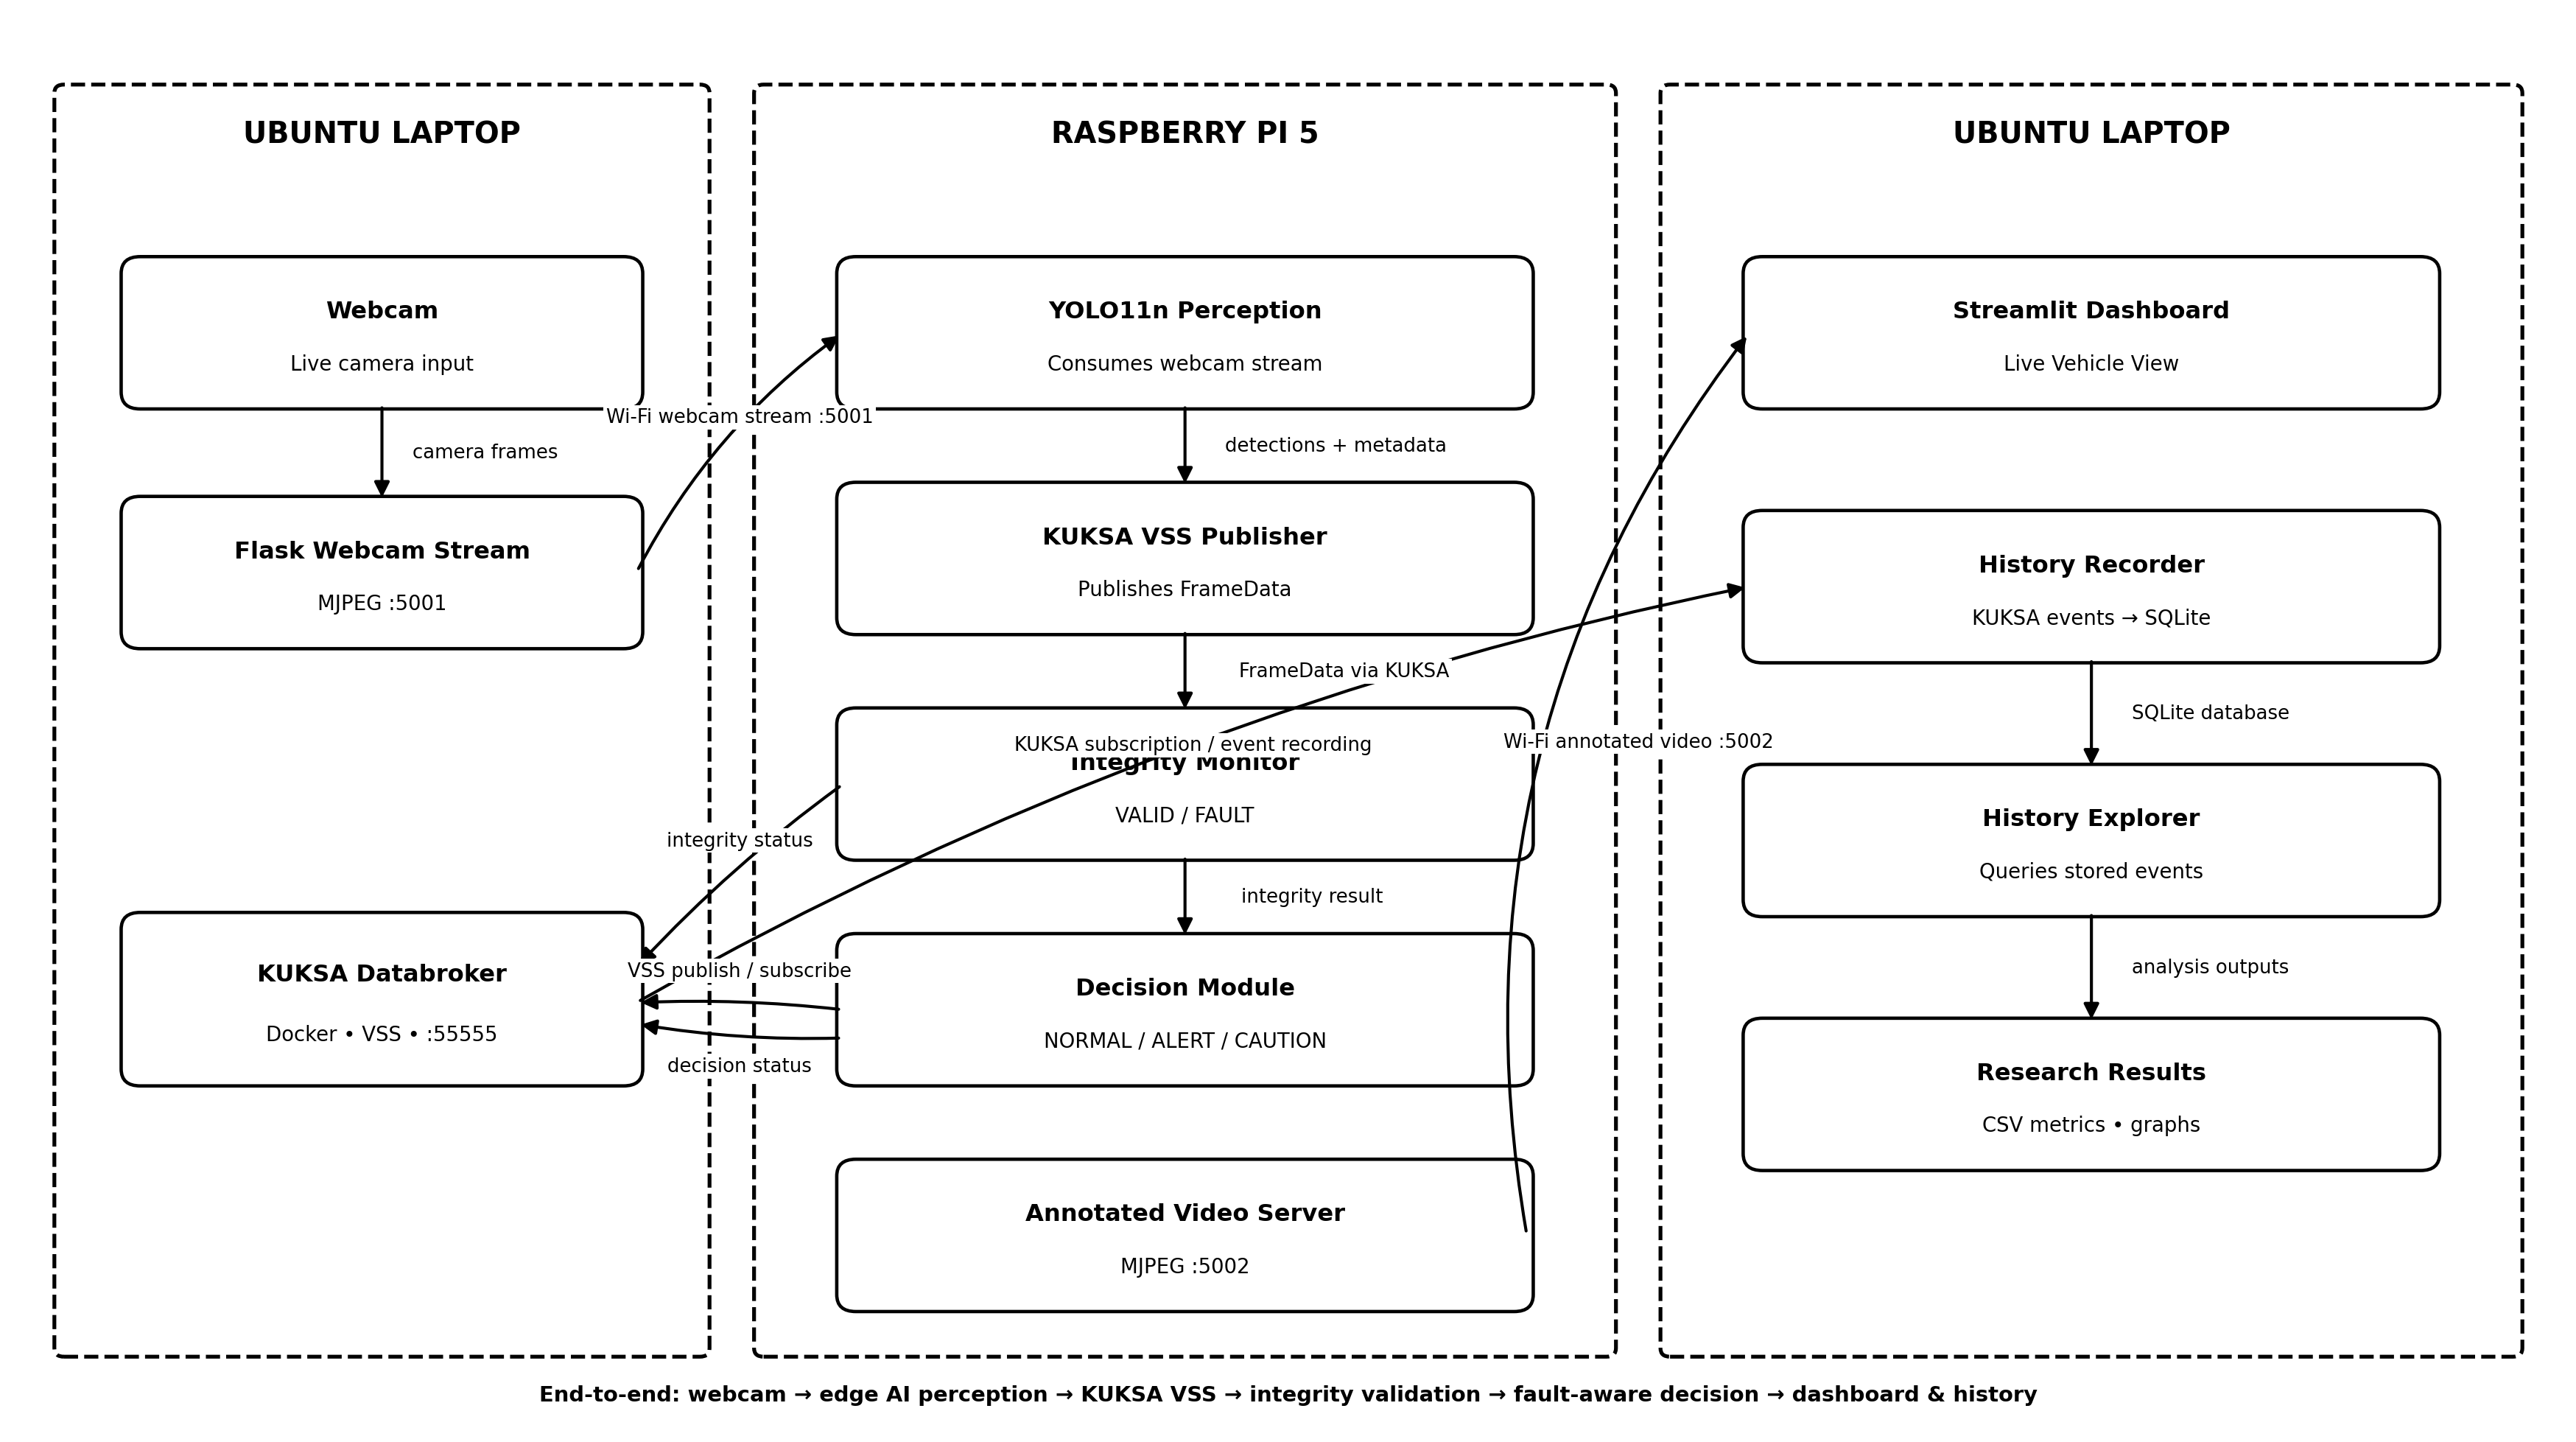 UBUNTU LAPTOP
Webcam
Live camera input
camera frames
Flask Webcam Stream
MJPEG :5001
KUKSA Databroker
Docker • VSS • :55555
Wi-Fi webcam stream :5001
integrity status
VSS publish / subscribe
decision status
RASPBERRY PI 5
YOLO11n Perception
Consumes webcam stream
detections + metadata
KUKSA VSS Publisher
Publishes FrameData
FrameData via KUKSA
KUKSA subscription / event recording
Integrity Monitor
VALID / FAULT
integrity result
Decision Module
NORMAL / ALERT / CAUTION
Annotated Video Server
MJPEG :5002
Wi-Fi annotated video :5002
UBUNTU LAPTOP
Streamlit Dashboard
Live Vehicle View
History Recorder
KUKSA events → SQLite
SQLite database
History Explorer
Queries stored events
analysis outputs
Research Results
CSV metrics • graphs
End-to-end: webcam → edge AI perception → KUKSA VSS → integrity validation → fault-aware decision → dashboard & history